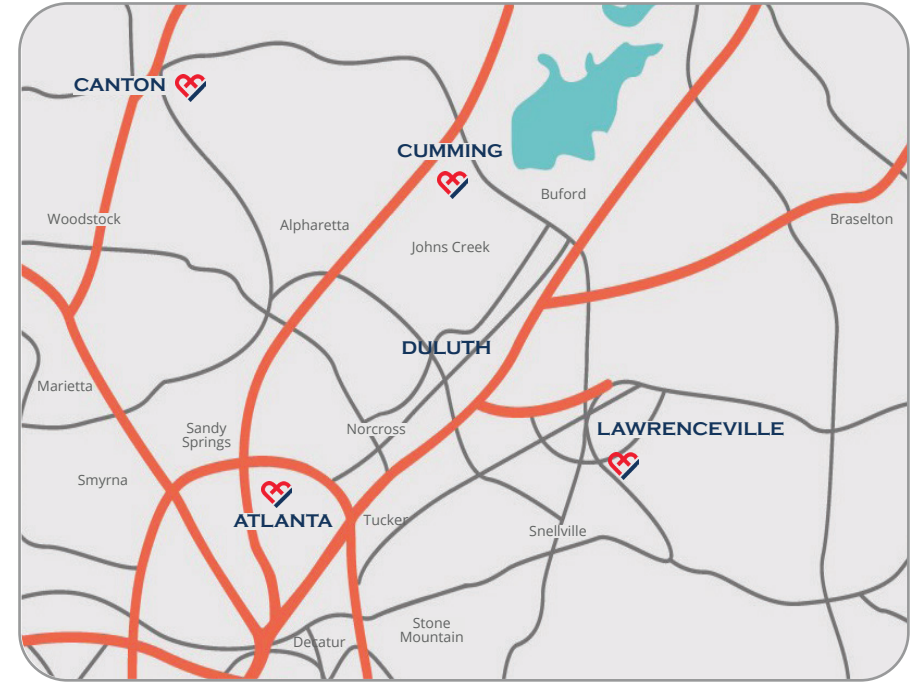 CANTON
CUMMING
Buford
Woodstock
Alpharetta
Braselton
Johns Creek
DULUTH
Marietta
Sandy
Springs
Norcross
LAWRENCEVILLE
Smyrna
ATLANTA
Tucker
Snellville
Stone
Mountain
Decatur